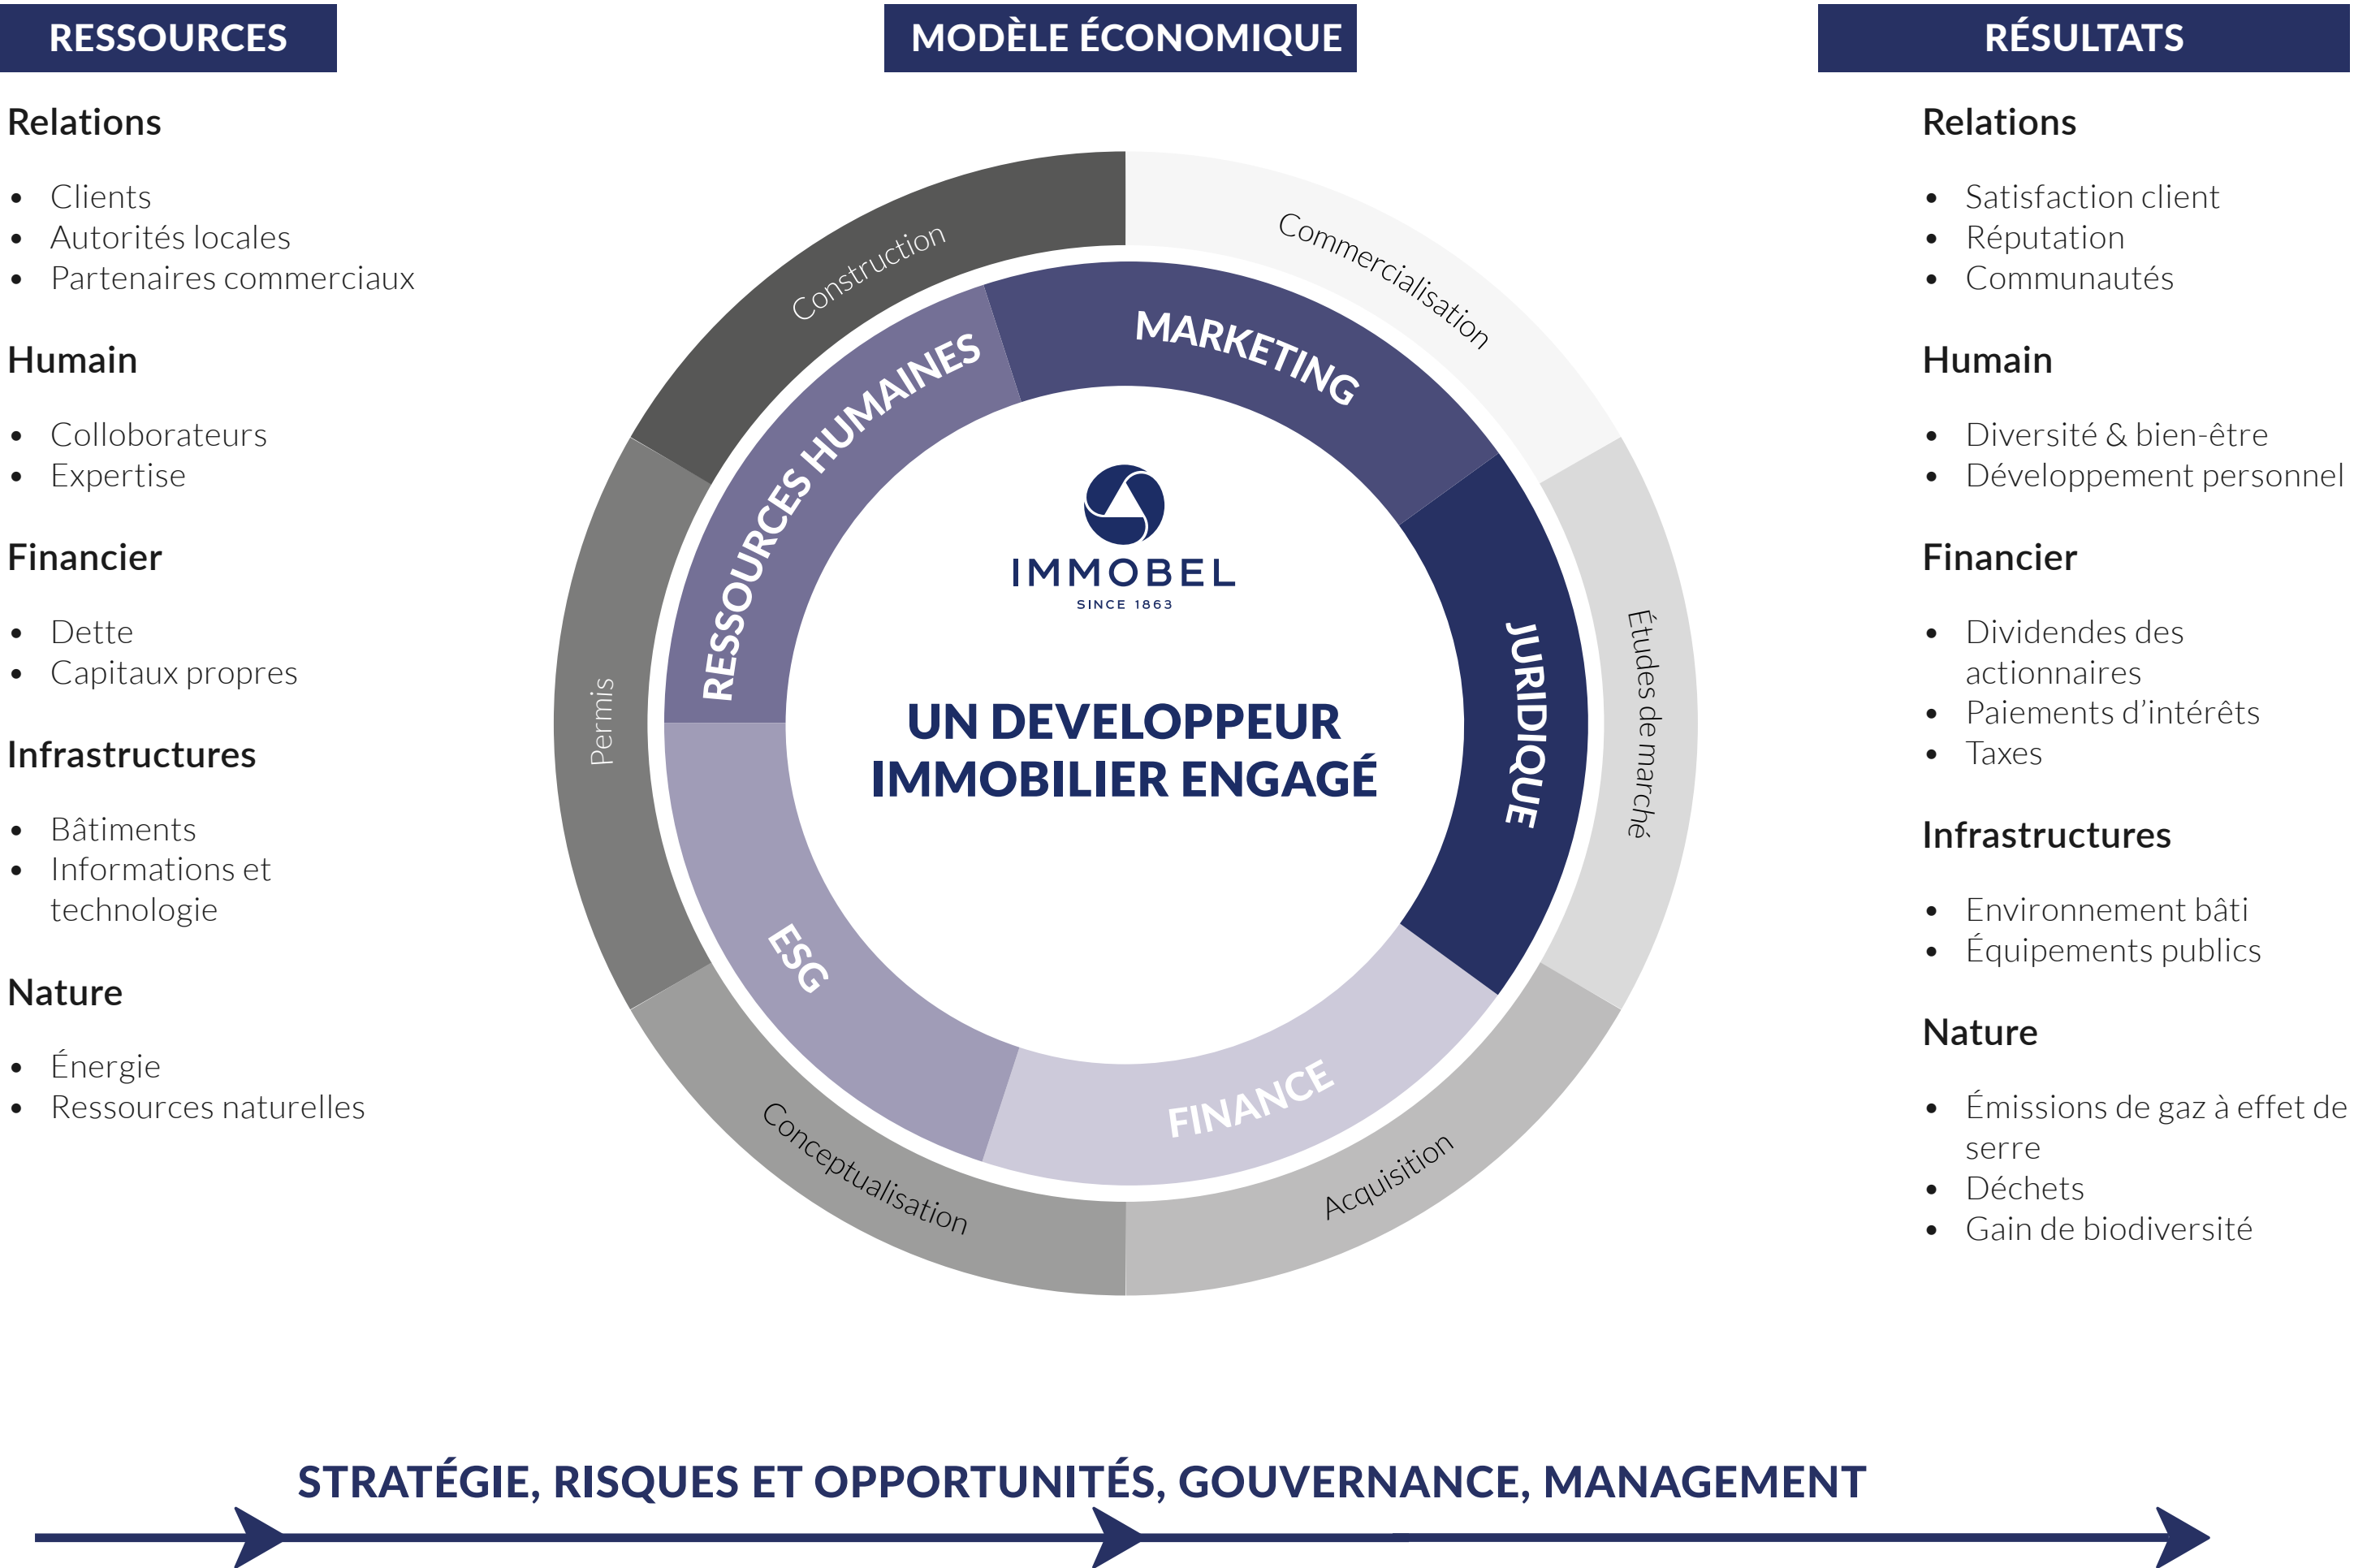 RESSOURCES
Relations
• Clients
• Autorités locales
• Partenaires commerciaux
Humain
• Colloborateurs
• Expertise
Financier
• Dette
• Capitaux propres
Infrastructures
• Bâtiments
• Informations et
technologie
Nature
• Énergie
• Ressources naturelles
MODÈLE ÉCONOMIQUE
Construction
Commercialisation
Études de marché
Acquisition
Conceptualisation
Permis
RESSOURCES HUMAINES
MARKETING
JURIDIQUE
FINANCE
ESG
IMMOBEL
SINCE 1863
UN DEVELOPPEUR
IMMOBILIER ENGAGÉ
RÉSULTATS
Relations
• Satisfaction client
• Réputation
• Communautés
Humain
• Diversité & bien-être
• Développement personnel
Financier
• Dividendes des
actionnaires
• Paiements d’intérêts
• Taxes
Infrastructures
• Environnement bâti
• Équipements publics
Nature
• Émissions de gaz à effet de
serre
• Déchets
• Gain de biodiversité
STRATÉGIE, RISQUES ET OPPORTUNITÉS, GOUVERNANCE, MANAGEMENT